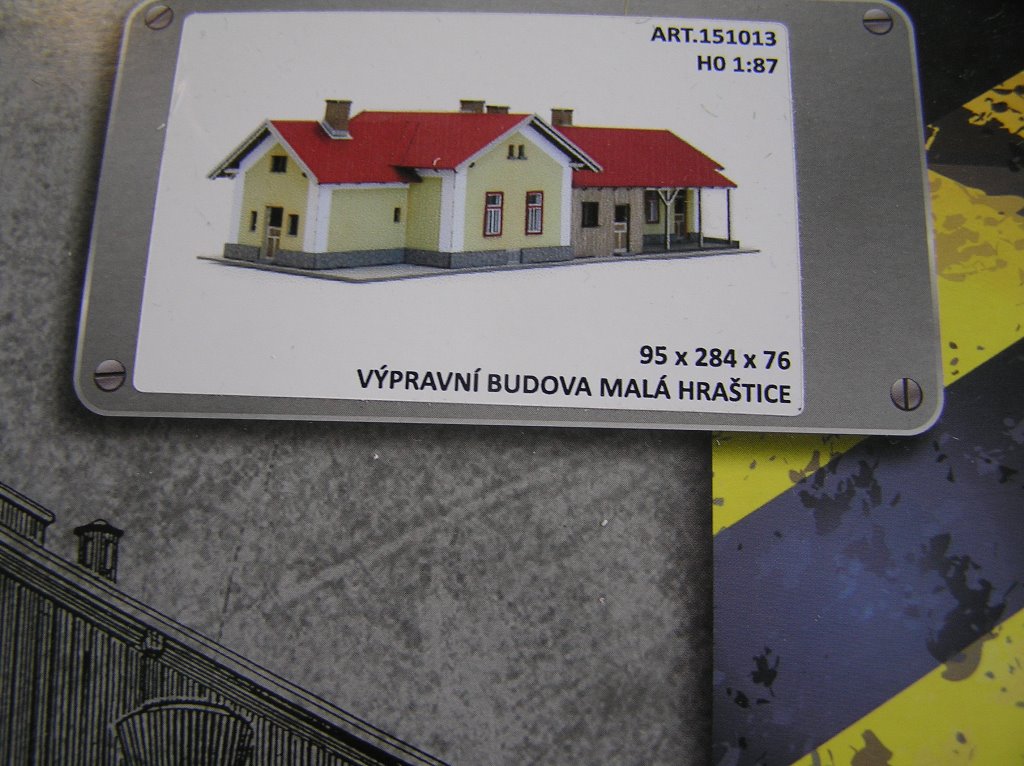 ART.151013
H0 1:87
95 x 284 x 76
VÝPRAVNÍ BUDOVA MALÁ HRAŠTICE